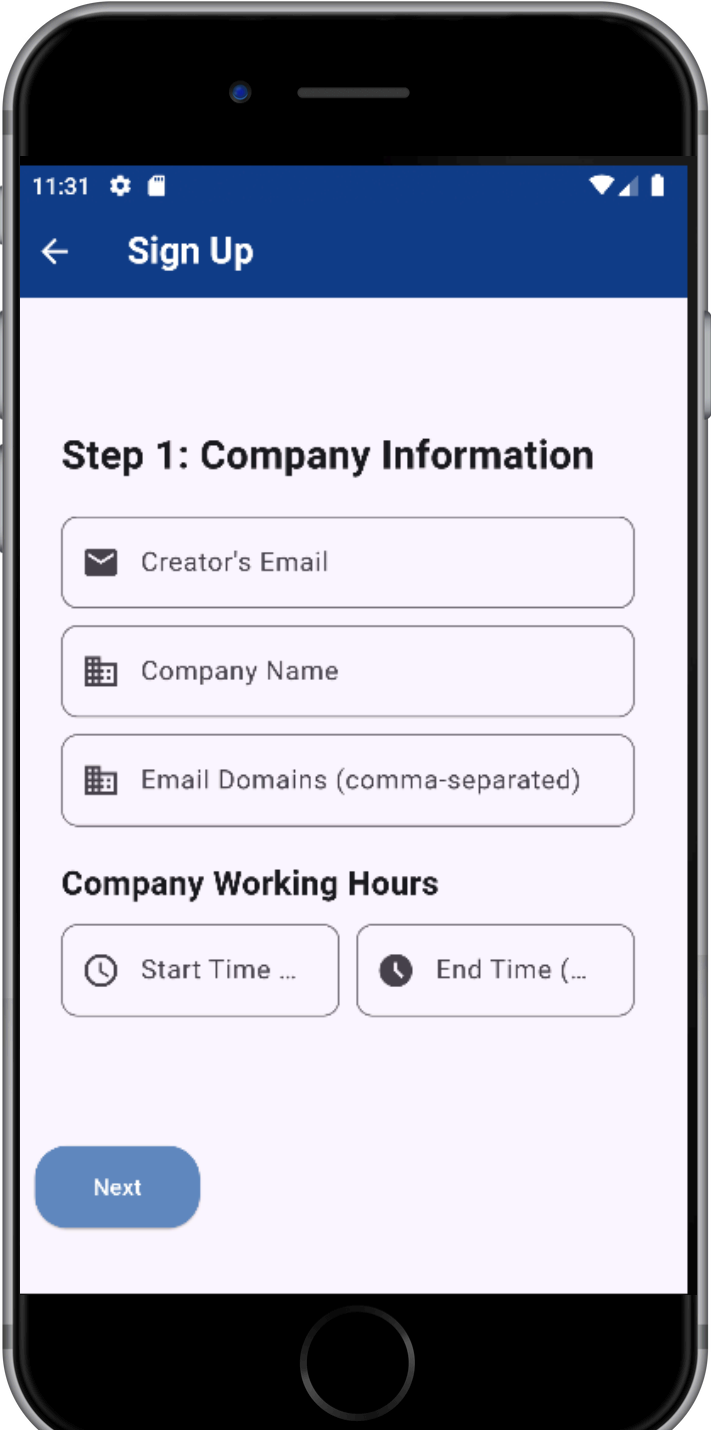 11:31
Sign Up
Step 1: Company Information
Creator's Email
Company Name
Email Domains (comma-separated)
Company Working Hours
Start Time ...
End Time (...
Next